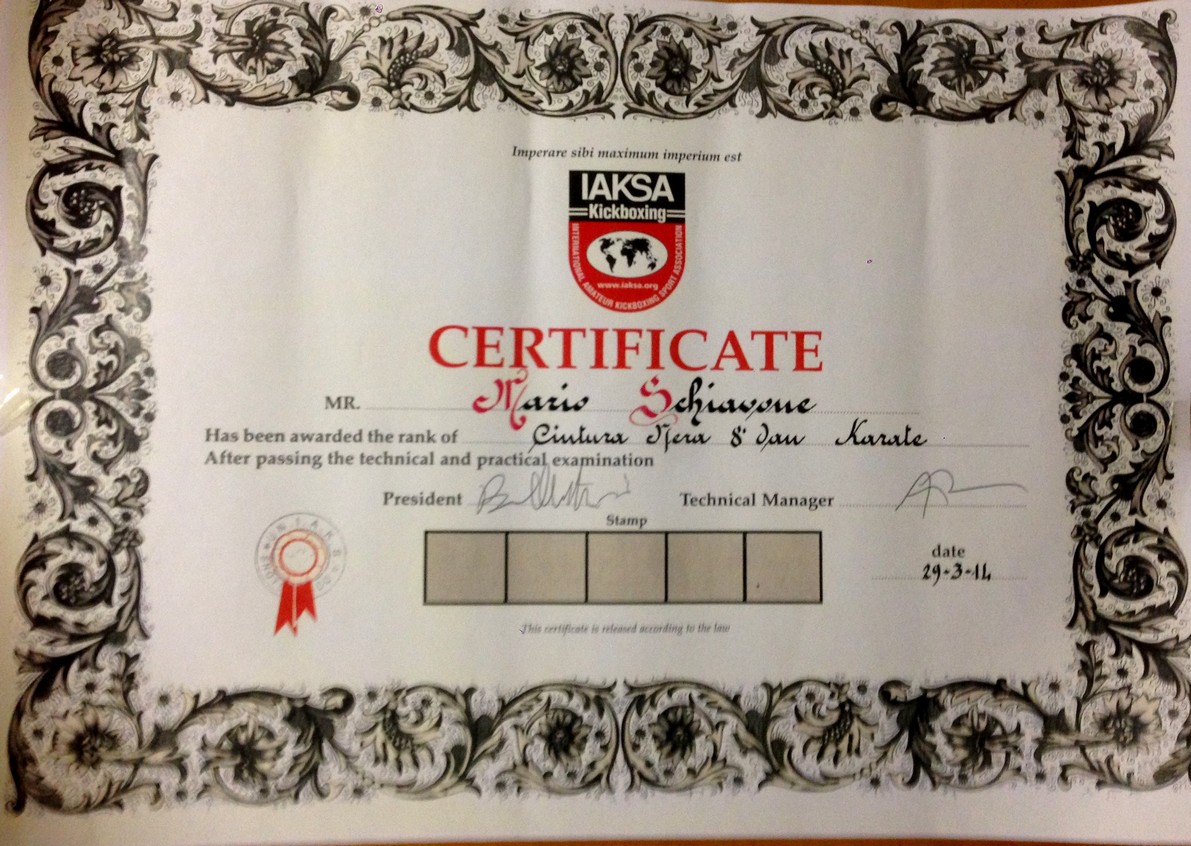 Imperare sibi maximum imperium est
IAKSA
Kickboxing
INTERNATIONAL AMATEUR KICKBOXING SPORT ASSOCIATION
www.iaksa.org
CERTIFICATE
MR. Mario Schiavone
Has been awarded the rank of Cintura Nera 8° Dan Karate
After passing the technical and practical examination
President Technical Manager
Stamp
date
29-3-14
This certificate is released according to the law